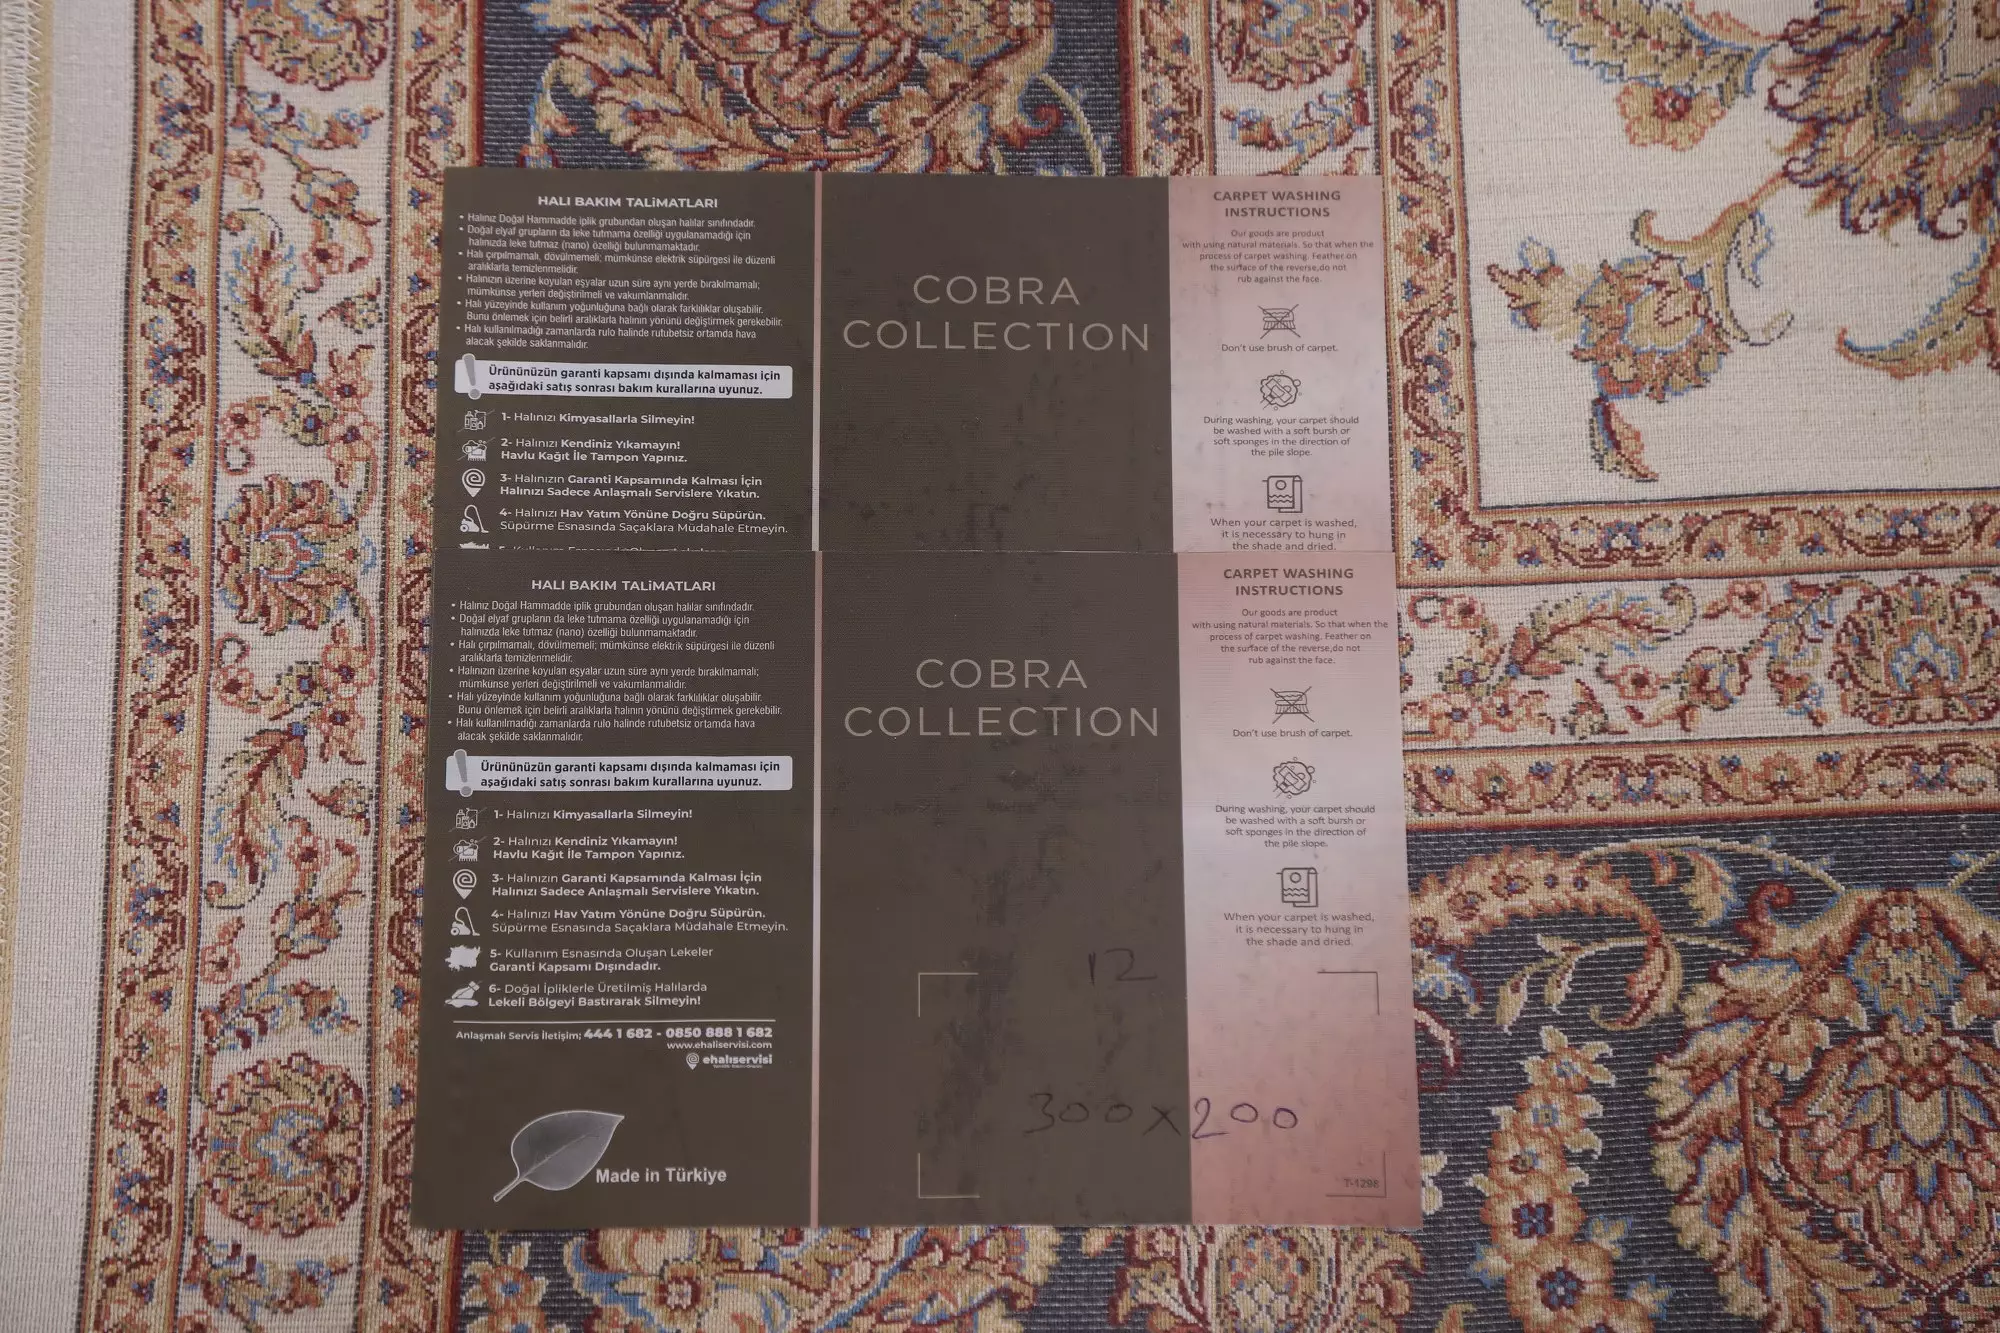 HALI BAKIM TALİMATLARI
• Halınız Doğal Hammadde iplik grubundan oluşan halılar sınıfındadır.
• Doğal elyaf grupların da leke tutmama özelliği uygulanamadığı için
halınızda leke tutmaz (nano) özelliği bulunmamaktadır.
• Halı çırpılmamalı, dövülmemeli; mümkünse elektrik süpürgesi ile düzenli
aralıklarla temizlenmelidir.
• Halınızın üzerine koyulan eşyalar uzun süre aynı yerde bırakılmamalı;
mümkünse yerleri değiştirilmeli ve vakumlanmalıdır.
• Halı yüzeyinde kullanım yoğunluğuna bağlı olarak farklılıklar oluşabilir.
Bunu önlemek için belirli aralıklarla halının yönünü değiştirmek gerekebilir.
• Halı kullanılmadığı zamanlarda rulo halinde rutubetsiz ortamda hava
alacak şekilde saklanmalıdır.
Ürününüzün garanti kapsamı dışında kalmaması için
aşağıdaki satış sonrası bakım kurallarına uyunuz.
1- Halınızı Kimyasallarla Silmeyin!
2- Halınızı Kendiniz Yıkamayın!
Havlu Kağıt İle Tampon Yapınız.
3- Halınızın Garanti Kapsamında Kalması İçin
Halınızı Sadece Anlaşmalı Servislere Yıkatın.
4- Halınızı Hav Yatım Yönüne Doğru Süpürün.
Süpürme Esnasında Saçaklara Müdahale Etmeyin.
COBRA
COLLECTION
CARPET WASHING
INSTRUCTIONS
Our goods are product
with using natural materials. So that when the
process of carpet washing. Feather on
the surface of the reverse,do not
rub against the face.
Don't use brush of carpet.
During washing, your carpet should
be washed with a soft bursh or
soft sponges in the direction of
the pile slope.
When your carpet is washed,
it is necessary to hung in
the shade and dried.
HALI BAKIM TALİMATLARI
• Halınız Doğal Hammadde iplik grubundan oluşan halılar sınıfındadır.
• Doğal elyaf grupların da leke tutmama özelliği uygulanamadığı için
halınızda leke tutmaz (nano) özelliği bulunmamaktadır.
• Halı çırpılmamalı, dövülmemeli; mümkünse elektrik süpürgesi ile düzenli
aralıklarla temizlenmelidir.
• Halınızın üzerine koyulan eşyalar uzun süre aynı yerde bırakılmamalı;
mümkünse yerleri değiştirilmeli ve vakumlanmalıdır.
• Halı yüzeyinde kullanım yoğunluğuna bağlı olarak farklılıklar oluşabilir.
Bunu önlemek için belirli aralıklarla halının yönünü değiştirmek gerekebilir.
• Halı kullanılmadığı zamanlarda rulo halinde rutubetsiz ortamda hava
alacak şekilde saklanmalıdır.
Ürününüzün garanti kapsamı dışında kalmaması için
aşağıdaki satış sonrası bakım kurallarına uyunuz.
1- Halınızı Kimyasallarla Silmeyin!
2- Halınızı Kendiniz Yıkamayın!
Havlu Kağıt İle Tampon Yapınız.
3- Halınızın Garanti Kapsamında Kalması İçin
Halınızı Sadece Anlaşmalı Servislere Yıkatın.
4- Halınızı Hav Yatım Yönüne Doğru Süpürün.
Süpürme Esnasında Saçaklara Müdahale Etmeyin.
5- Kullanım Esnasında Oluşan Lekeler
Garanti Kapsamı Dışındadır.
6- Doğal İpliklerle Üretilmiş Halılarda
Lekeli Bölgeyi Bastırarak Silmeyin!
Anlaşmalı Servis İletişim; 444 1 682 - 0850 888 1 682
www.ehaliservisi.com
ehalıservisi
Made in Türkiye
COBRA
COLLECTION
12
300x200
CARPET WASHING
INSTRUCTIONS
Our goods are product
with using natural materials. So that when the
process of carpet washing. Feather on
the surface of the reverse,do not
rub against the face.
Don't use brush of carpet.
During washing, your carpet should
be washed with a soft bursh or
soft sponges in the direction of
the pile slope.
When your carpet is washed,
it is necessary to hung in
the shade and dried.
T-1298